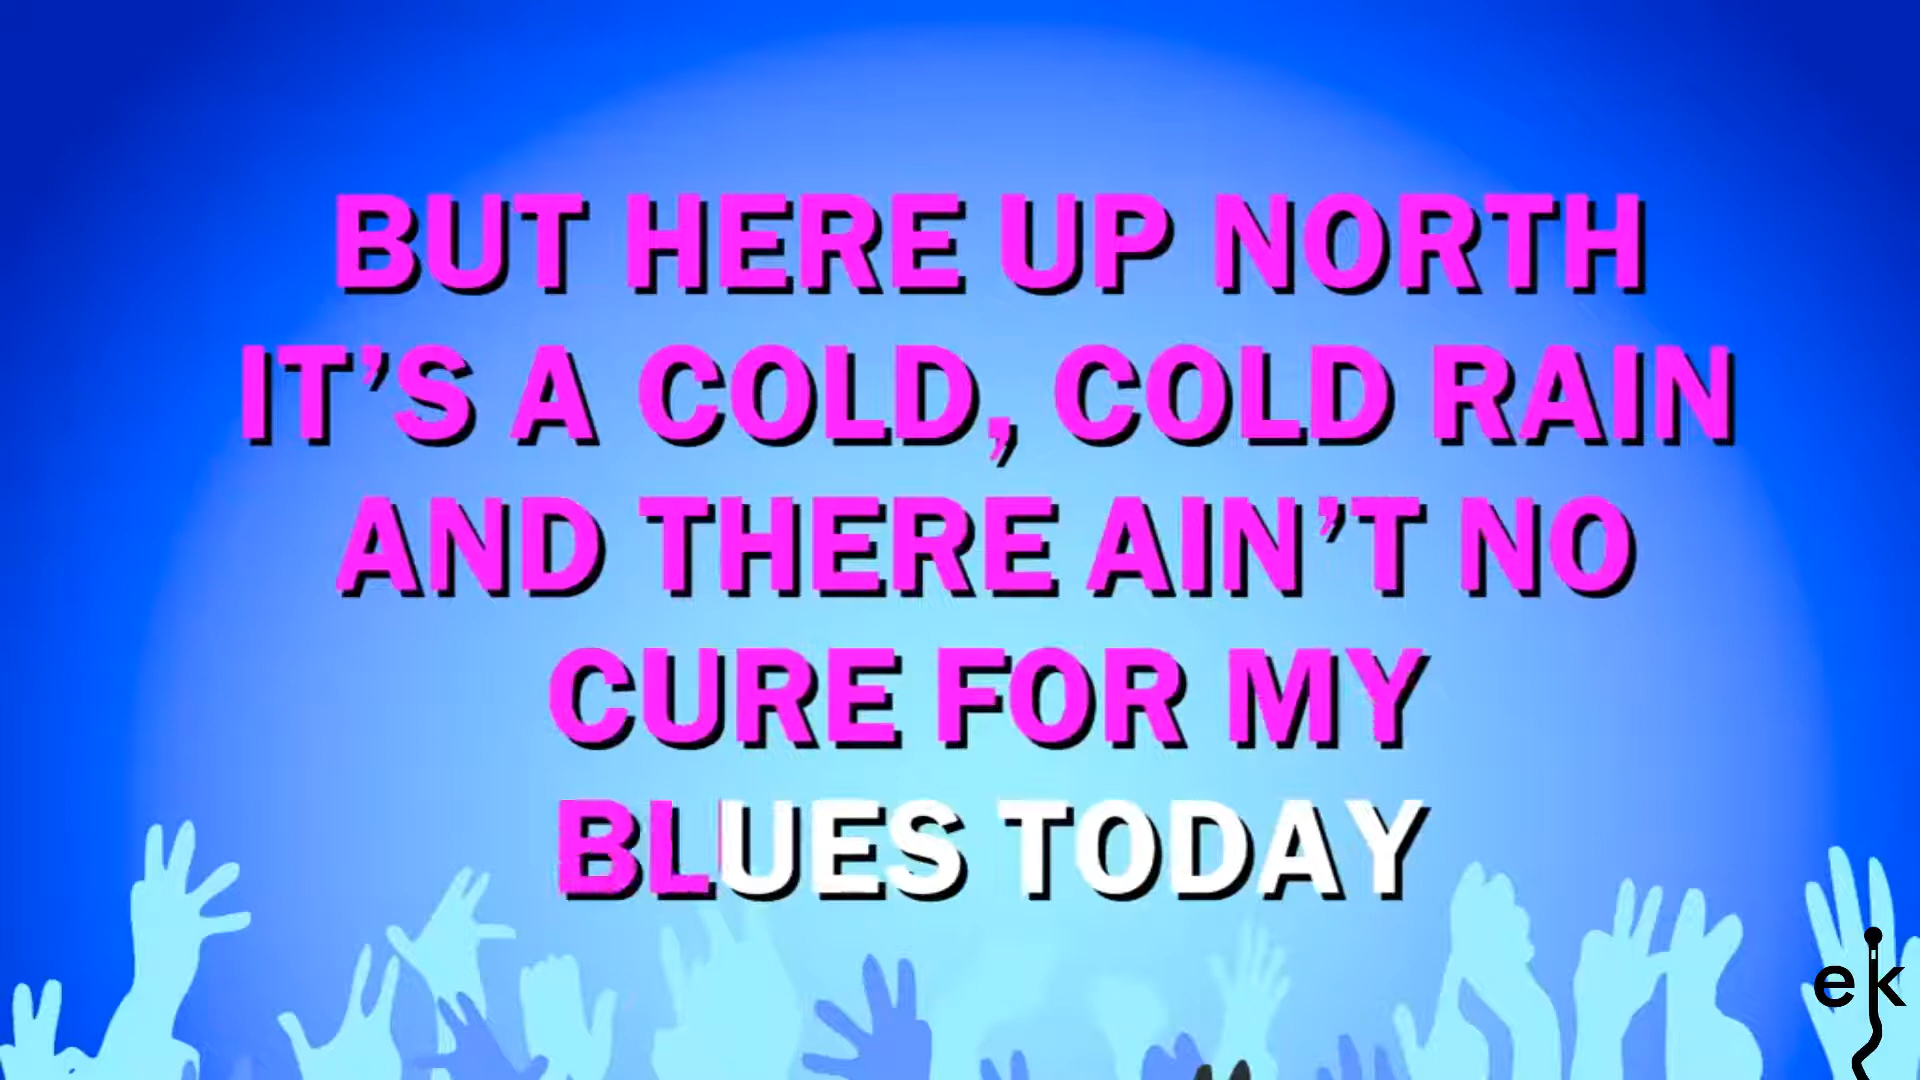 BUT HERE UP NORTH
IT'S A COLD, COLD RAIN
AND THERE AIN'T NO
CURE FOR MY
BLUES TODAY
ek